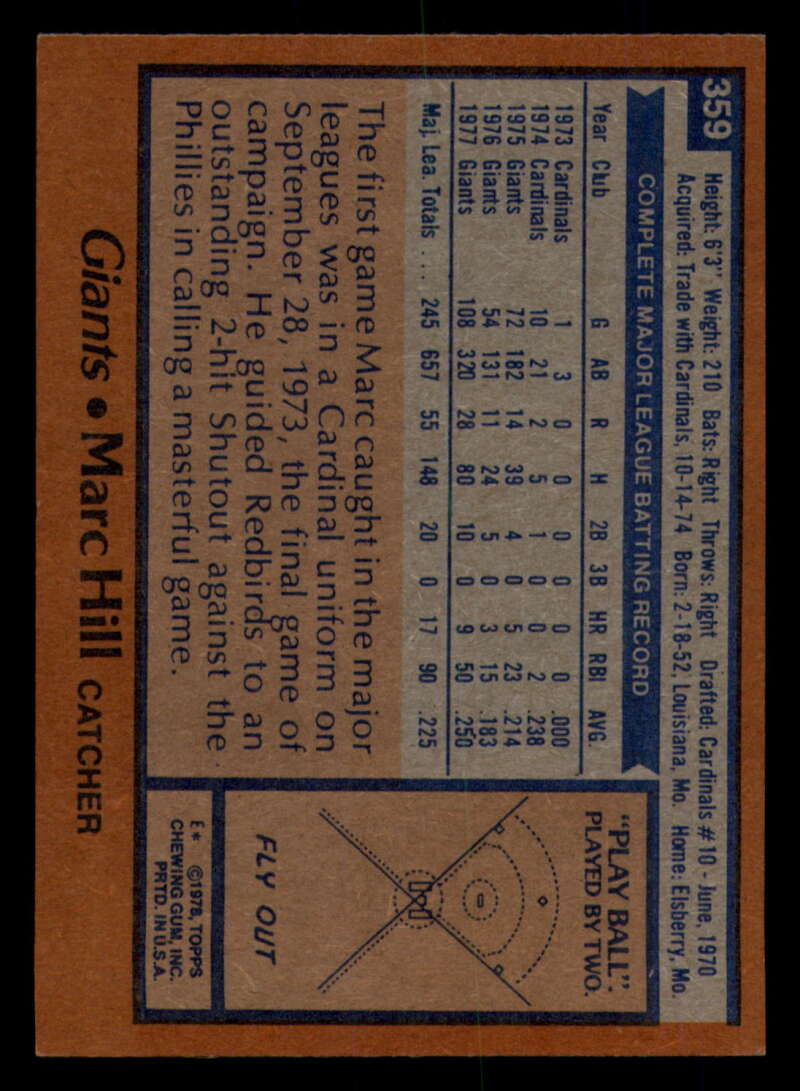 359
Height: 6'3" Weight: 210 Bats: Right Throws: Right Drafted: Cardinals #10 - June, 1970
Acquired: Trade with Cardinals, 10-14-74 Born: 2-18-52, Louisiana, Mo. Home: Elsberry, Mo.
COMPLETE MAJOR LEAGUE BATTING RECORD
Year Club G AB R H 2B 3B HR RBI AVG.
1973 Cardinals 1 3 0 0 0 0 0 0 .000
1974 Cardinals 10 21 2 5 1 0 0 2 .238
1975 Giants 72 182 14 39 4 0 5 23 .214
1976 Giants 54 131 11 24 5 0 3 15 .183
1977 Giants 108 320 28 80 10 0 9 50 .250
Maj. Lea. Totals .... 245 657 55 148 20 0 17 90 .225
The first game Marc caught in the major
leagues was in a Cardinal uniform on
September 28, 1973, the final game of
campaign. He guided Redbirds to an
outstanding 2-hit Shutout against the
Phillies in calling a masterful game.
"PLAY BALL":
PLAYED BY TWO.
FLY OUT
E* ©1978, TOPPS
CHEWING GUM, INC.
PRTD. IN U.S.A.
Giants • Marc Hill CATCHER